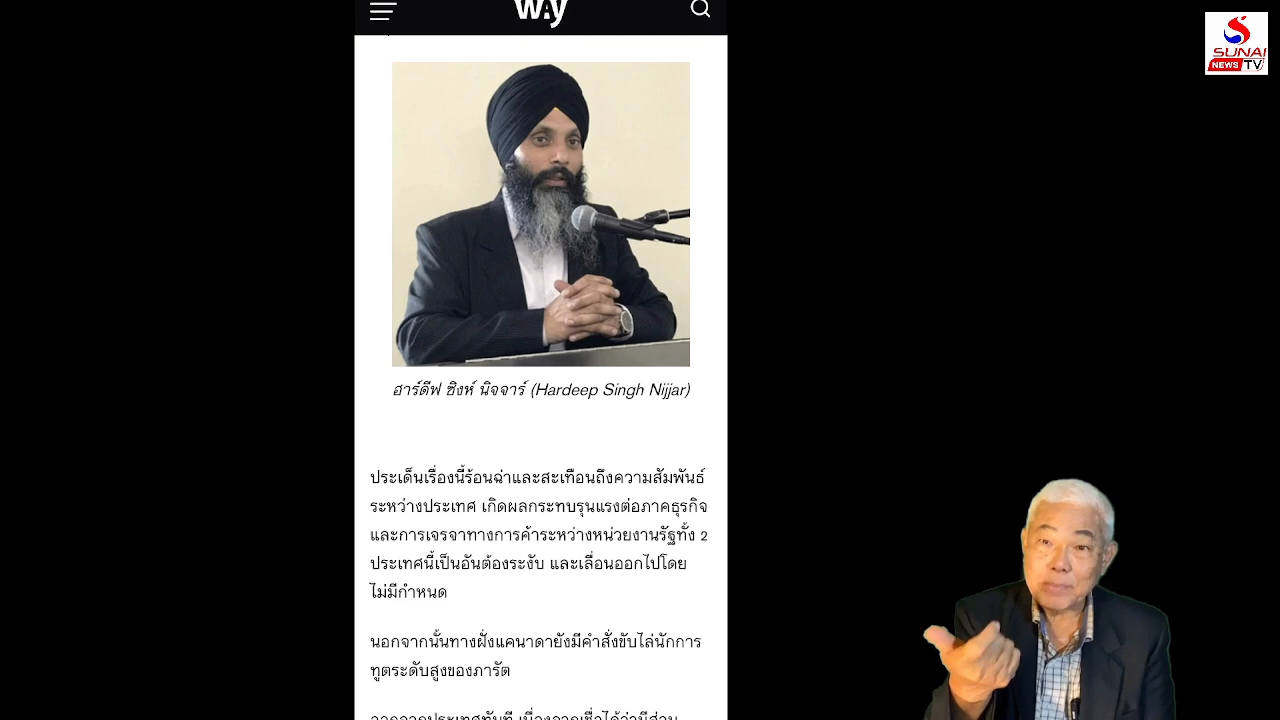 WAY
SUNAI
NEWS TV
ฮาร์ดีฟ ซิงห์ นิจจาร์ (Hardeep Singh Nijjar)
ประเด็นเรื่องนี้ร้อนฉ่าและสะเทือนถึงความสัมพันธ์
ระหว่างประเทศ เกิดผลกระทบรุนแรงต่อภาคธุรกิจ
และการเจรจาทางการค้าระหว่างหน่วยงานรัฐทั้ง 2
ประเทศนี้เป็นอันต้องระงับ และเลื่อนออกไปโดย
ไม่มีกำหนด
นอกจากนั้นทางฝั่งแคนาดายังมีคำสั่งขับไล่นักการ
ทูตระดับสูงของภารัต